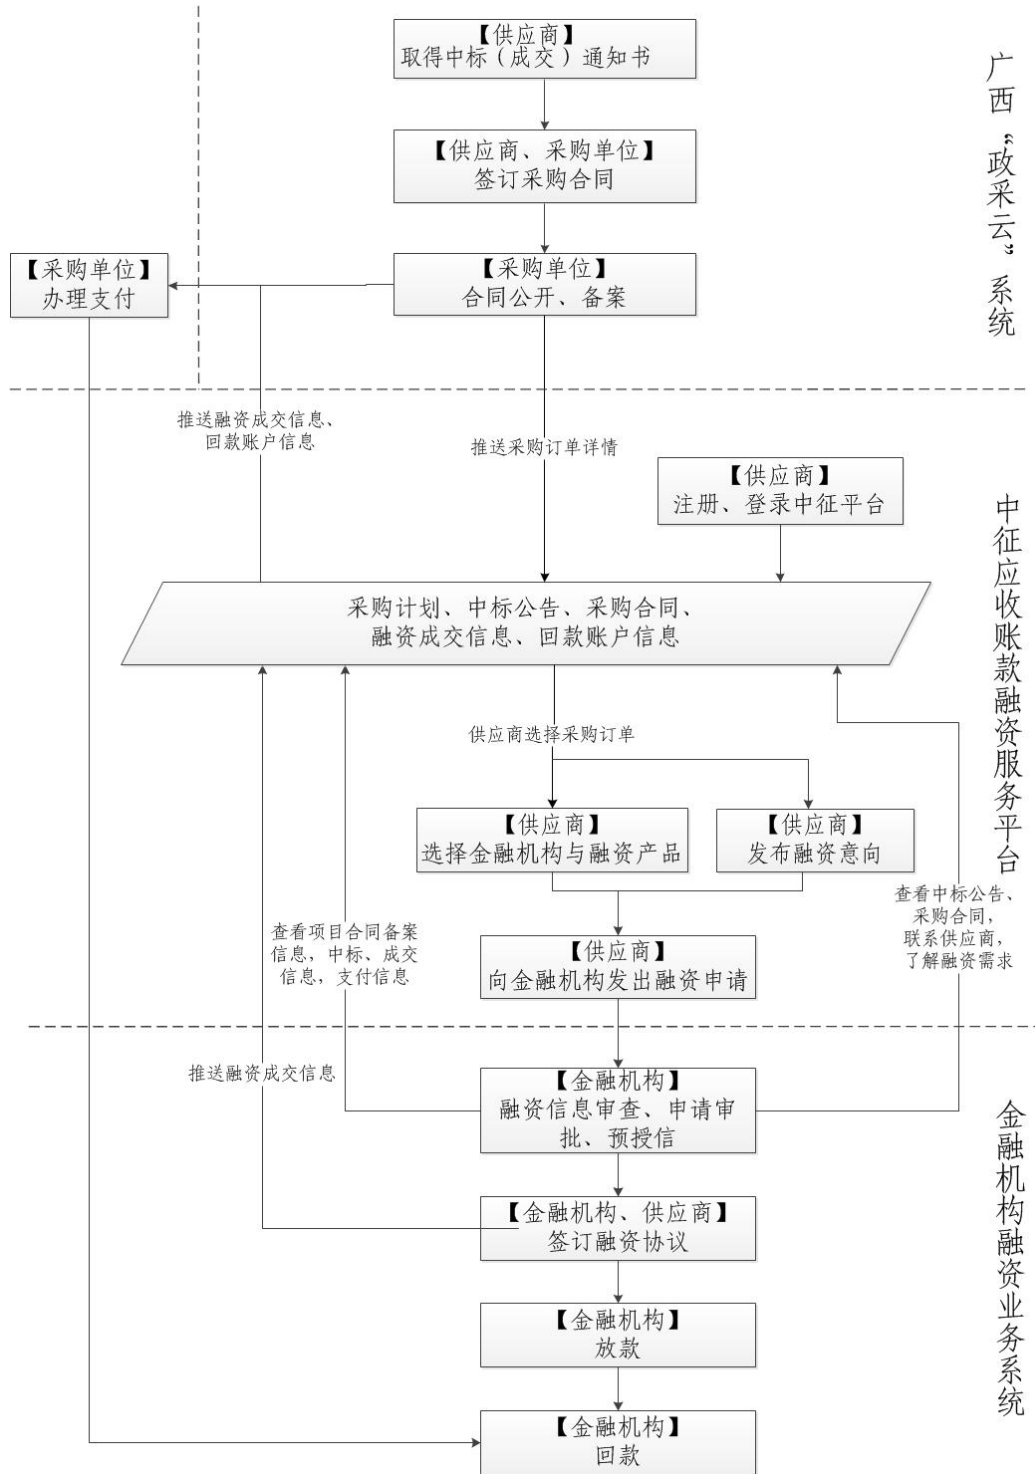 【供应商】
取得中标（成交）通知书
广西“政采云”系统
【供应商、采购单位】
签订采购合同
【采购单位】
办理支付
【采购单位】
合同公开、备案
推送融资成交信息、
回款账户信息
推送采购订单详情
【供应商】
注册、登录中征平台
中征应收账款融资服务平台
采购计划、中标公告、采购合同、
融资成交信息、回款账户信息
供应商选择采购订单
【供应商】
选择金融机构与融资产品
【供应商】
发布融资意向
查看项目合同备案
信息，中标、成交
信息，支付信息
查看中标公告、
采购合同，
联系供应商，
了解融资需求
【供应商】
向金融机构发出融资申请
推送融资成交信息
【金融机构】
融资信息审查、申请审
批、预授信
金融机构融资业务系统
【金融机构、供应商】
签订融资协议
【金融机构】
放款
【金融机构】
回款